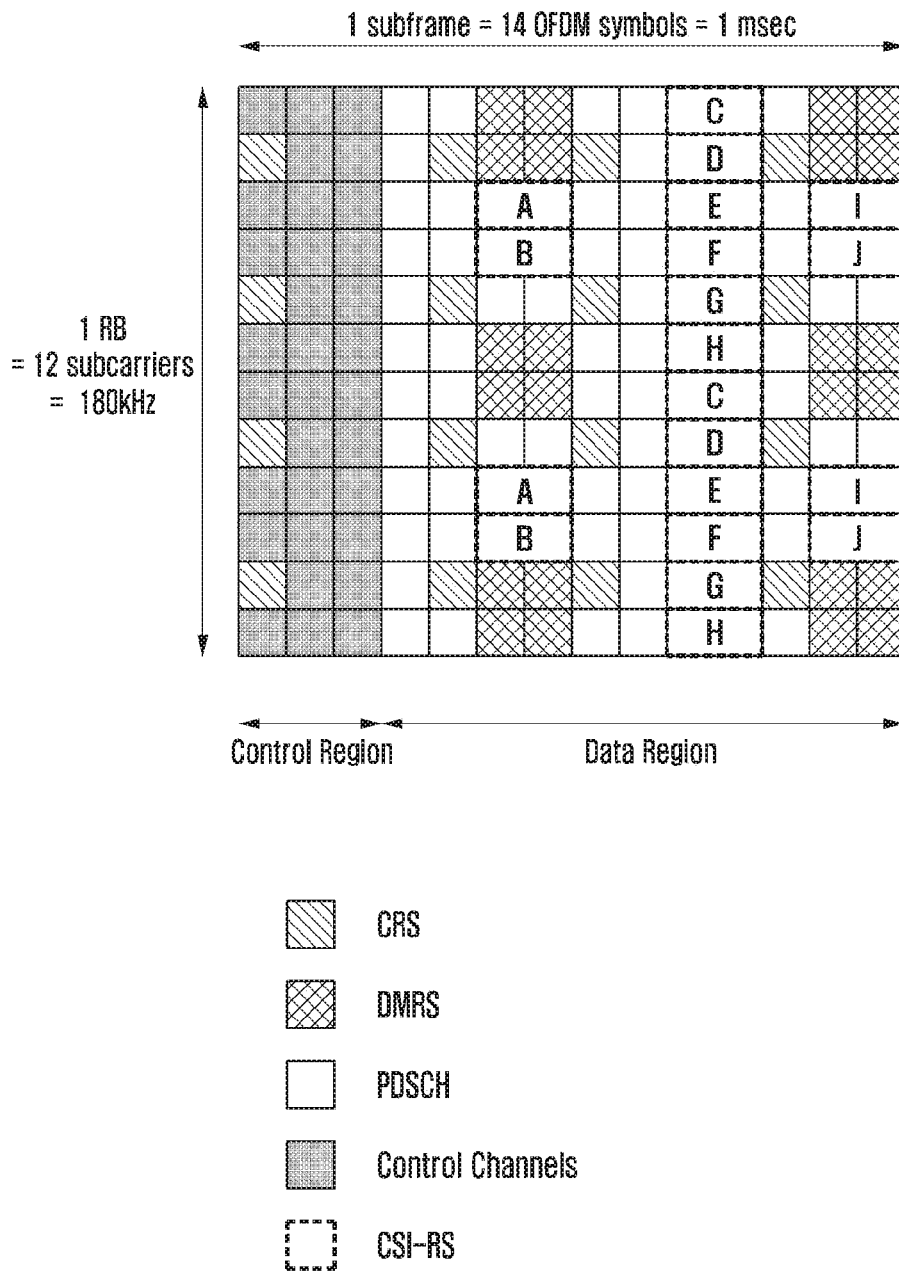 1 subframe = 14 OFDM symbols = 1 msec
1 RB
= 12 subcarriers
= 180kHz
C
D
A E I
B F J
G
H
C
D
A E I
B F J
G
H
Control Region Data Region
CRS
DMRS
PDSCH
Control Channels
CSI-RS